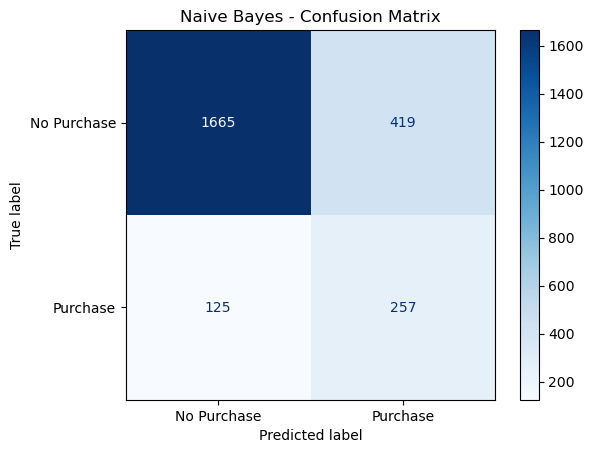 Naive Bayes - Confusion Matrix
True label
No Purchase
Purchase
1665
419
125
257
No Purchase
Purchase
Predicted label
1600
1400
1200
1000
800
600
400
200